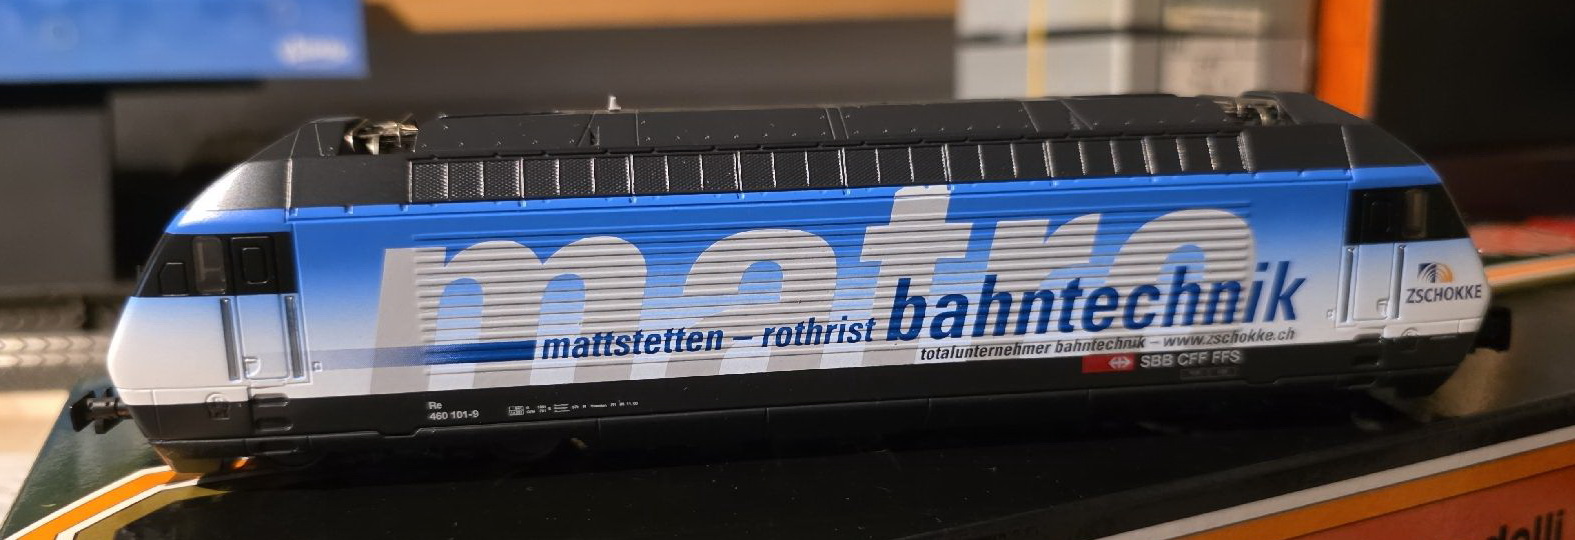 metro
bahntechnik
mattstetten – rothrist
totalunternehmer bahntechnik – www.zschokke.ch
ZSCHOKKE
SBB CFF FFS
Re
460 101-9